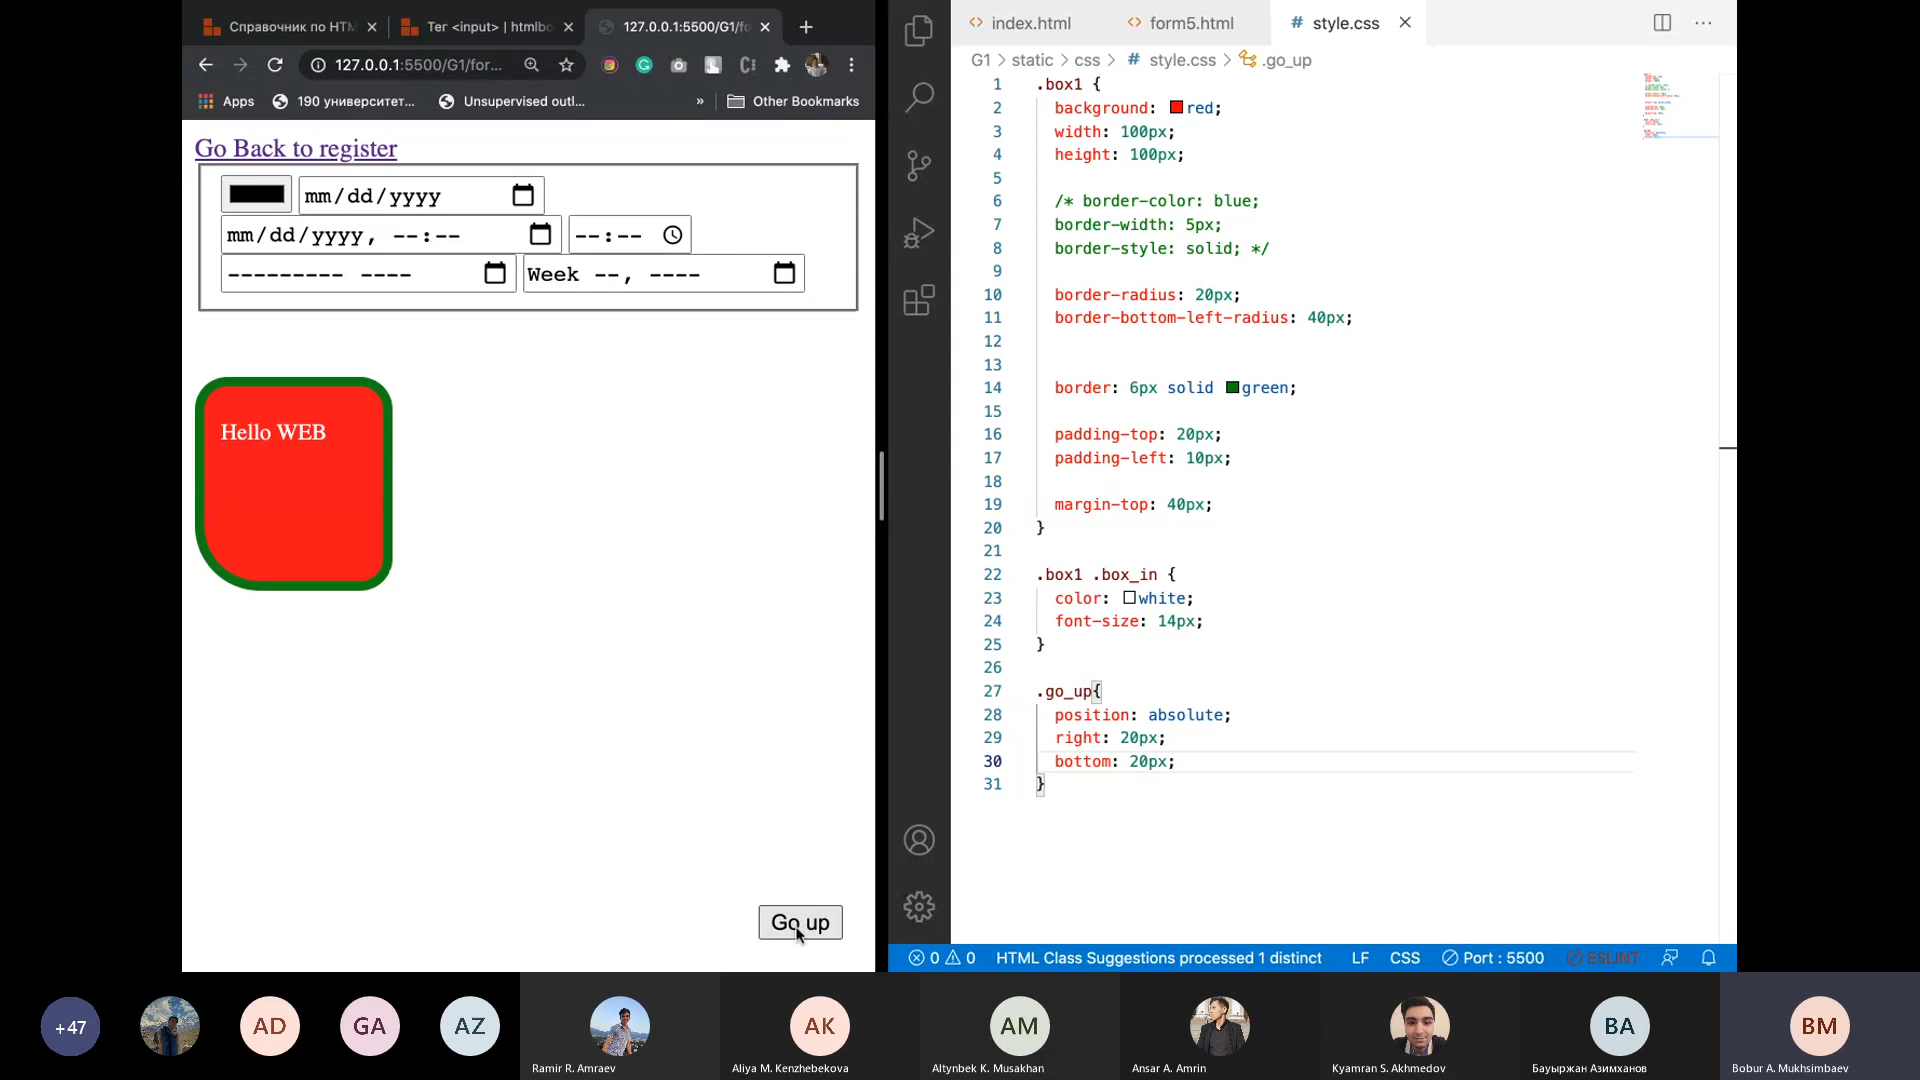 Справочник по HTM
Тег <input> | htmlbo
127.0.0.1:5500/G1/fo
127.0.0.1:5500/G1/for...
Apps
190 университет...
Unsupervised outl...
»
Other Bookmarks
Go Back to register
mm/dd/yyyy
mm/dd/yyyy, --:--
--:--
--------- ----
Week --, ----
Hello WEB
Go up
index.html
form5.html
# style.css
G1 > static > css > # style.css > .go_up
1 .box1 {
2 background: red;
3 width: 100px;
4 height: 100px;
5
6 /* border-color: blue;
7 border-width: 5px;
8 border-style: solid; */
9
10 border-radius: 20px;
11 border-bottom-left-radius: 40px;
12
13
14 border: 6px solid green;
15
16 padding-top: 20px;
17 padding-left: 10px;
18
19 margin-top: 40px;
20 }
21
22 .box1 .box_in {
23 color: white;
24 font-size: 14px;
25 }
26
27 .go_up{
28 position: absolute;
29 right: 20px;
30 bottom: 20px;
31 }
0 0 HTML Class Suggestions processed 1 distinct LF CSS Port : 5500 ESLINT
+47
AD
GA
AZ
Ramir R. Amraev
AK
Aliya M. Kenzhebekova
AM
Altynbek K. Musakhan
Ansar A. Amrin
Kyamran S. Akhmedov
BA
Бауыржан Азимханов
BM
Bobur A. Mukhsimbaev